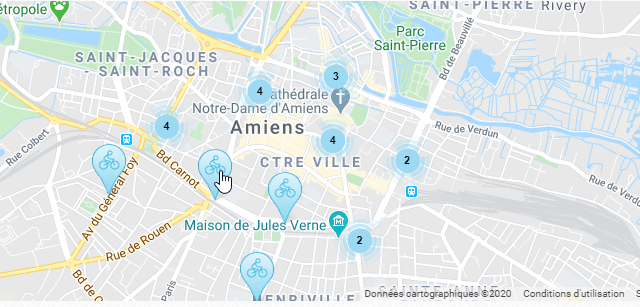 étropole
SAINT-PIERRE
Rivery
SAINT-JACQUES
- SAINT-ROCH
Parc
Saint-Pierre
Bd de Beauville
3
4
Cathédrale
Notre-Dame d'Amiens
4
Amiens
4
Rue de Verdun
Rue Colbert
Bd Carnot
CTRE VILLE
2
Rue de Verdun
Av du Général Foy
Maison de Jules Verne
Rue de Rouen
2
Bd de
Paris
HENRIVILLE
SAINTE-ANNE
Données cartographiques ©2020
Conditions d'utilisation